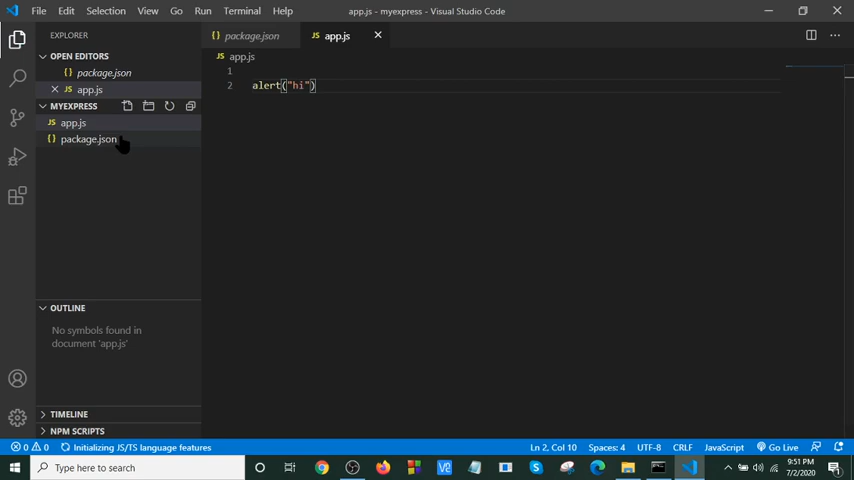 File Edit Selection View Go Run Terminal Help
app.js - myexpress - Visual Studio Code
EXPLORER
{} package.json
JS app.js
OPEN EDITORS
JS app.js
{} package.json
JS app.js
MYEXPRESS
JS app.js
{} package.json
1
2 alert("hi")
OUTLINE
No symbols found in
document 'app.js'
TIMELINE
NPM SCRIPTS
0 0 Initializing JS/TS language features
Ln 2, Col 10 Spaces: 4 UTF-8 CRLF JavaScript Go Live
Type here to search
9:51 PM
7/2/2020